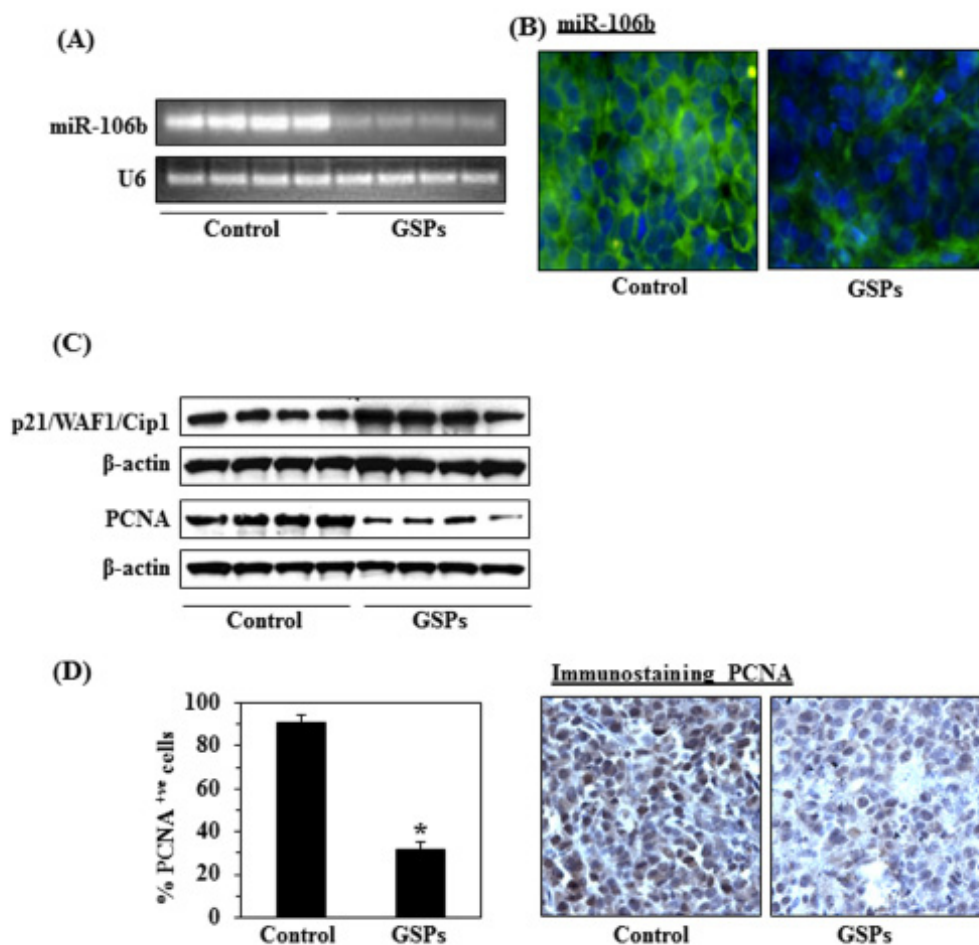 (A)
miR-106b
U6
Control GSPs
(B) miR-106b
Control GSPs
(C)
p21/WAF1/Cip1
β-actin
PCNA
β-actin
Control GSPs
(D)
% PCNA +ve cells
100
80
60
40
20
0
*
Control GSPs
Immunostaining PCNA
Control GSPs